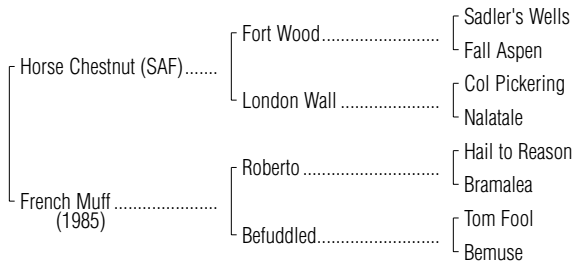 Sadler's Wells
Fort Wood
Fall Aspen
Horse Chestnut (SAF)
Col Pickering
London Wall
Nalatale
Hail to Reason
Roberto
Bramalea
French Muff
(1985)
Tom Fool
Befuddled
Bemuse